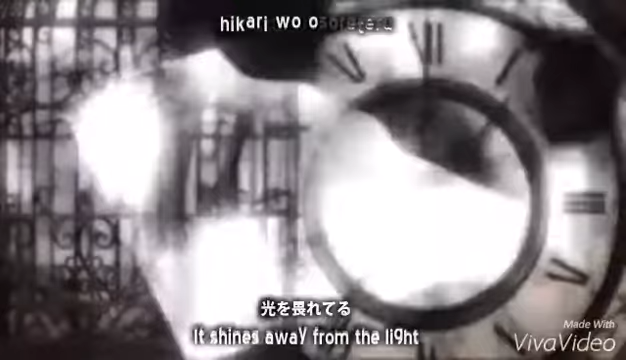 hikari wo osoreteru
光を畏れてる
It shines away from the light
Made With
VivaVideo